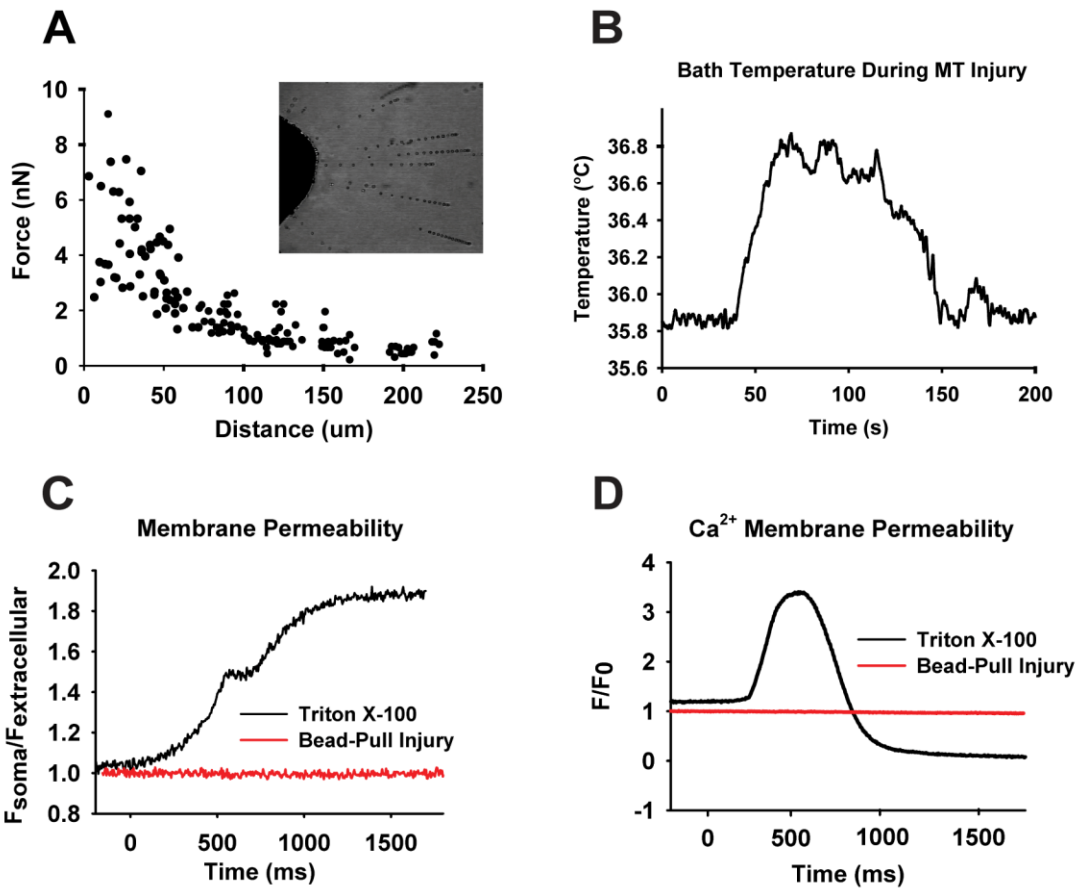 A
10
8
6
4
2
0
Force (nN)
0 50 100 150 200 250
Distance (um)
B
Bath Temperature During MT Injury
36.8
36.6
36.4
36.2
36.0
35.8
35.6
Temperature (°C)
0 50 100 150 200
Time (s)
C
Membrane Permeability
2.0
1.8
1.6
1.4
1.2
1.0
0.8
Fsoma/Fextracellular
Triton X-100
Bead-Pull Injury
0 500 1000 1500
Time (ms)
D
Ca2+ Membrane Permeability
4
3
2
1
0
-1
F/F0
Triton X-100
Bead-Pull Injury
0 500 1000 1500
Time (ms)